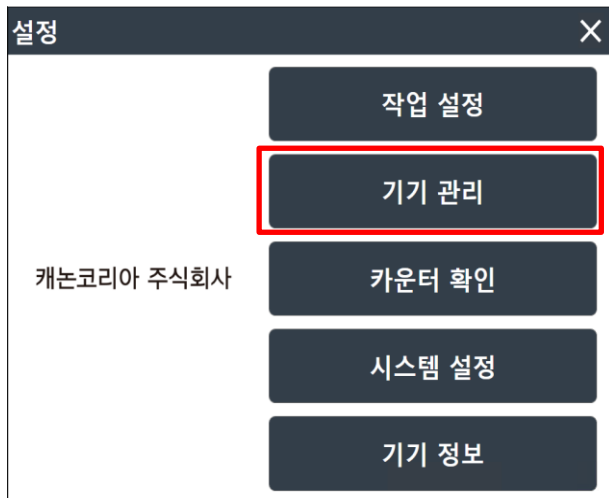 설정
작업 설정
기기 관리
캐논코리아 주식회사
카운터 확인
시스템 설정
기기 정보